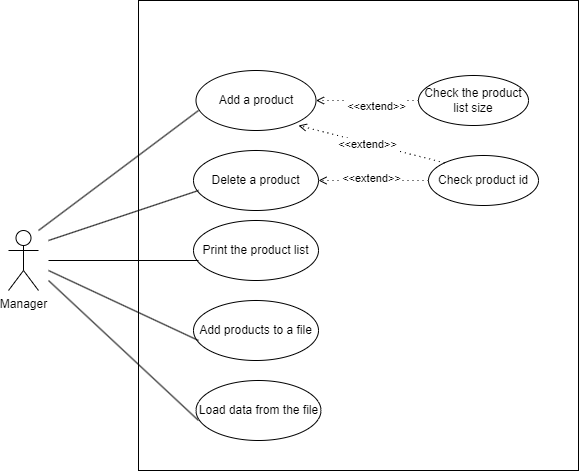 Add a product
<<extend>>
Check the product
list size
<<extend>>
Delete a product
<<extend>>
Check product id
Print the product list
Manager
Add products to a file
Load data from the file